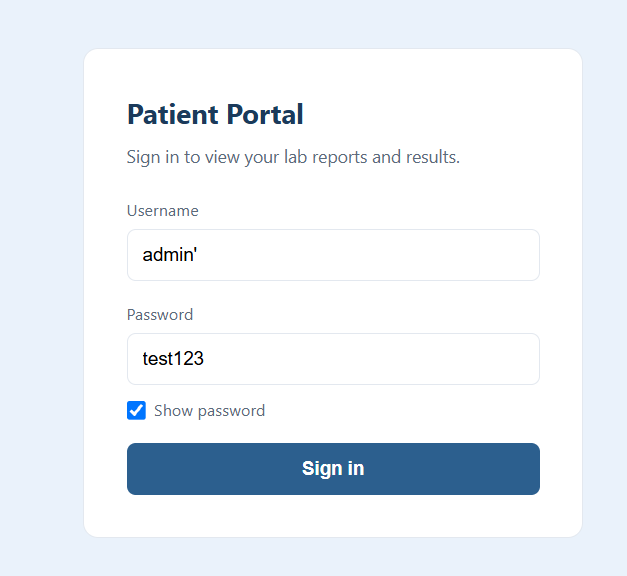 Patient Portal
Sign in to view your lab reports and results.
Username
admin'
Password
test123
Show password
Sign in